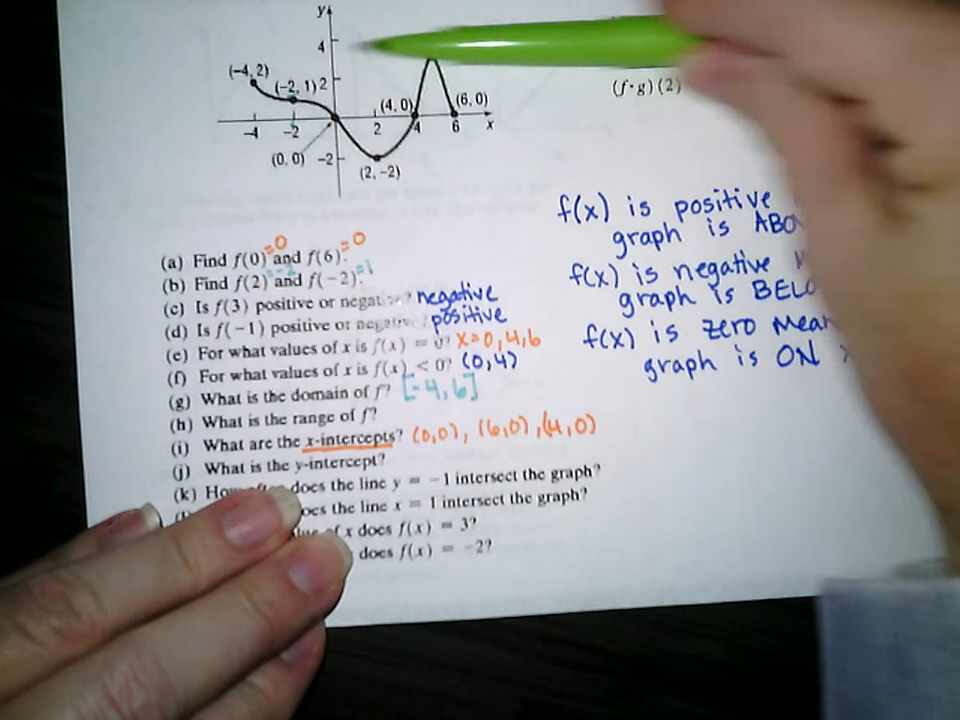 y
4
(-4, 2)
(-2, 1) 2
(4, 0)
(6, 0)
-4 -2 2 4 6 x
(0, 0) -2
(2, -2)
(f·g)(2)
f(x) is positive
graph is
f(x) is negative
graph is
f(x) is zero
graph is ON
(a) Find f(0) =0 and f(6). =0
(b) Find f(2) =-2 and f(-2). =1
(c) Is f(3) positive or negative? negative
(d) Is f(-1) positive or negative? positive
(e) For what values of x is f(x) = 0? x=0,4,6
(f) For what values of x is f(x) < 0? (0,4)
(g) What is the domain of f? [-4,6]
(h) What is the range of f?
(i) What are the x-intercepts? (0,0), (6,0), (4,0)
(j) What is the y-intercept?
(k) How often does the line y = -1 intersect the graph?
the line x = 1 intersect the graph?
of x does f(x) = 3?
does f(x) = -2?